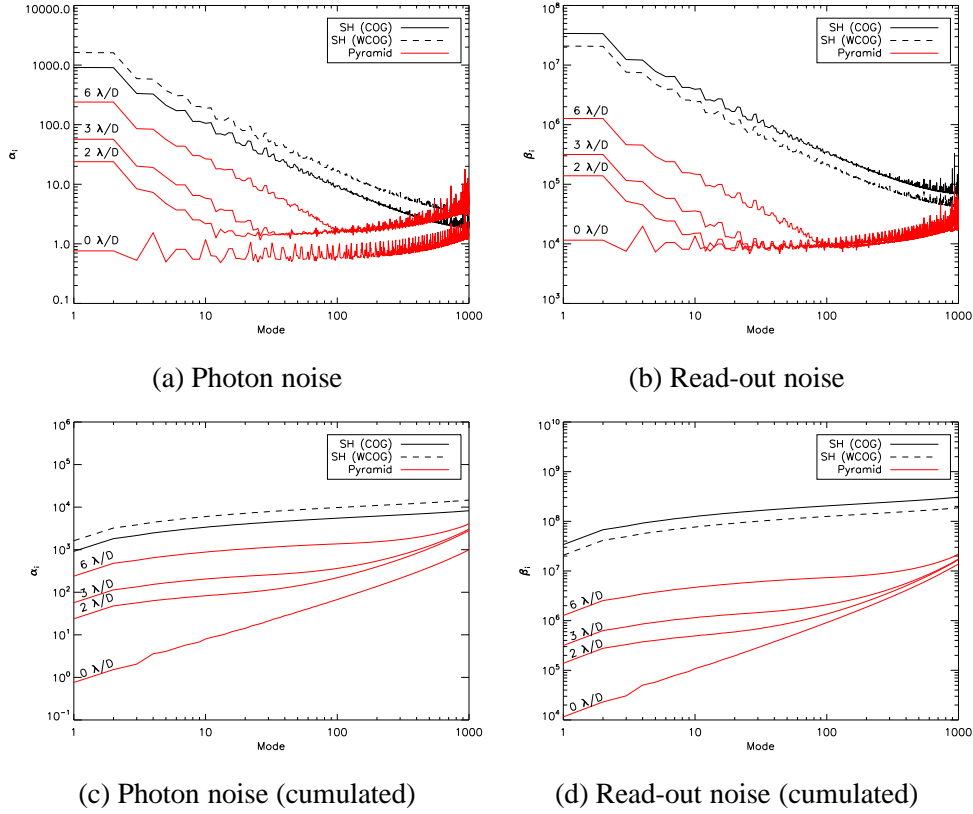 10000.0
1000.0
100.0
10.0
1.0
0.1
αi
SH (COG)
SH (WCOG)
Pyramid
6 λ/D
3 λ/D
2 λ/D
0 λ/D
1 10 100 1000
Mode
(a) Photon noise
10^8
10^7
10^6
10^5
10^4
10^3
βi
SH (COG)
SH (WCOG)
Pyramid
6 λ/D
3 λ/D
2 λ/D
0 λ/D
1 10 100 1000
Mode
(b) Read-out noise
10^6
10^5
10^4
10^3
10^2
10^1
10^0
10^-1
αi
SH (COG)
SH (WCOG)
Pyramid
6 λ/D
3 λ/D
2 λ/D
0 λ/D
1 10 100 1000
Mode
(c) Photon noise (cumulated)
10^10
10^9
10^8
10^7
10^6
10^5
10^4
βi
SH (COG)
SH (WCOG)
Pyramid
6 λ/D
3 λ/D
2 λ/D
0 λ/D
1 10 100 1000
Mode
(d) Read-out noise (cumulated)